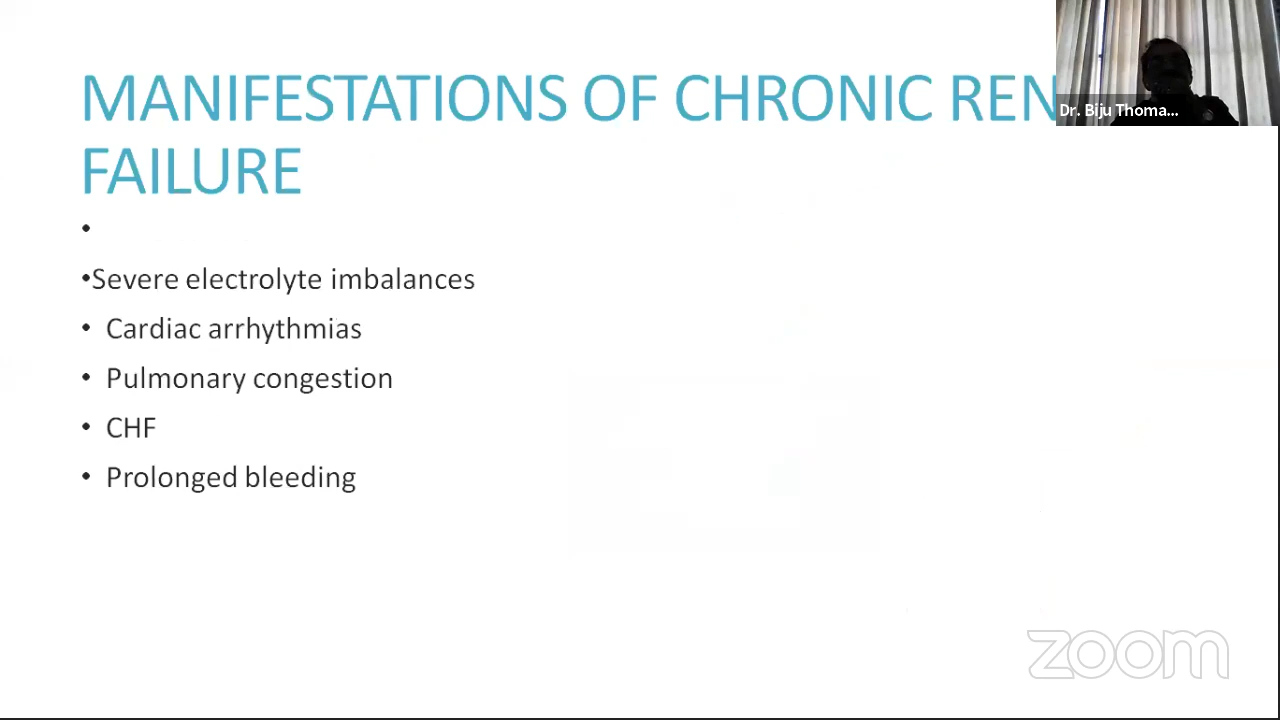 MANIFESTATIONS OF CHRONIC REN
FAILURE
Dr. Biju Thoma...
•
•Severe electrolyte imbalances
• Cardiac arrhythmias
• Pulmonary congestion
• CHF
• Prolonged bleeding
zoom